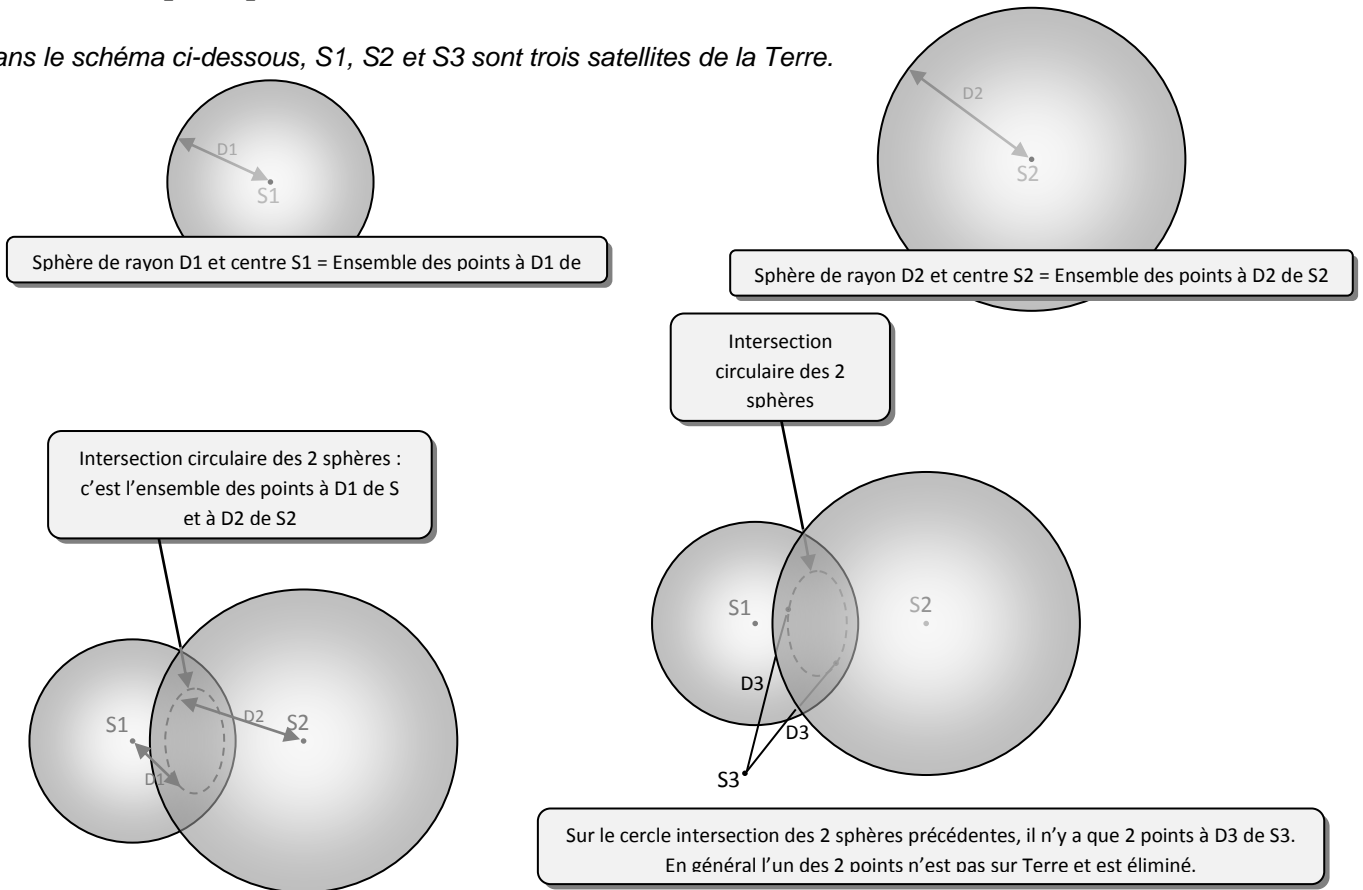 ans le schéma ci-dessous, S1, S2 et S3 sont trois satellites de la Terre.
D1
S1
D2
S2
Sphère de rayon D1 et centre S1 = Ensemble des points à D1 de
Sphère de rayon D2 et centre S2 = Ensemble des points à D2 de S2
Intersection
circulaire des 2
sphères
Intersection circulaire des 2 sphères :
c'est l'ensemble des points à D1 de S
et à D2 de S2
S1
S2
D3
D3
S3
S1
D2
S2
D1
Sur le cercle intersection des 2 sphères précédentes, il n'y a que 2 points à D3 de S3.
En général l'un des 2 points n'est pas sur Terre et est éliminé.